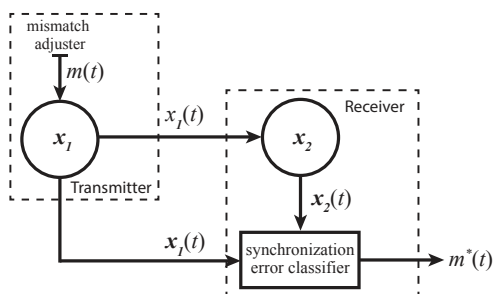 mismatch
adjuster
m(t)
Receiver
x₁(t)
x₁
x₂
Transmitter
x₂(t)
x₁(t)
synchronization
error classifier
m*(t)